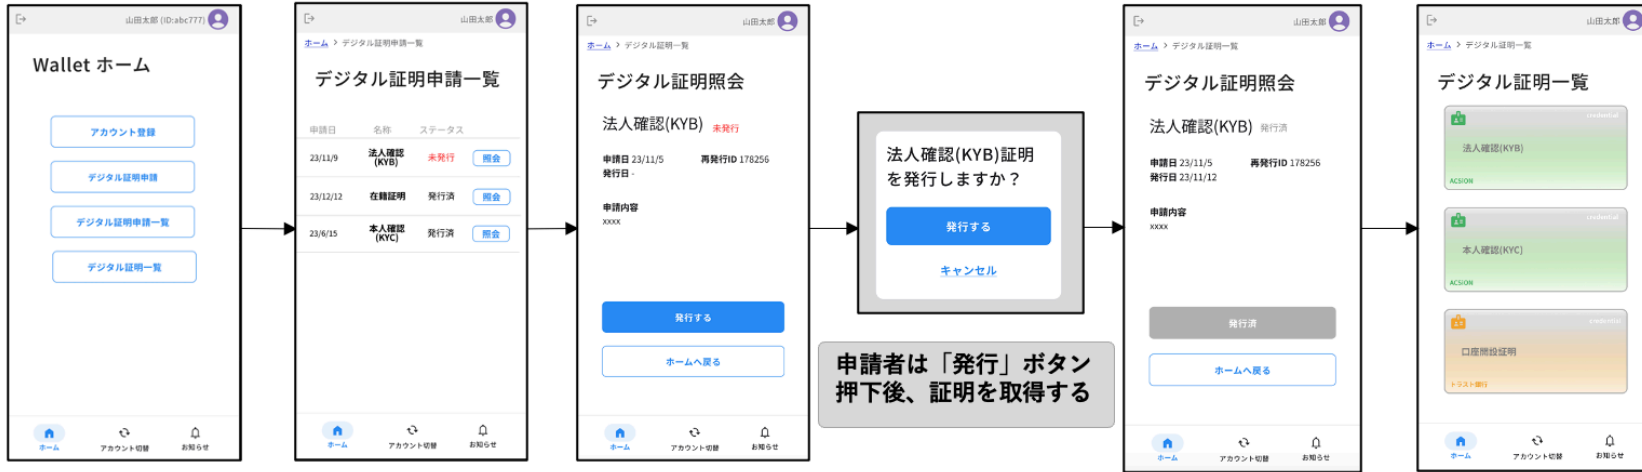 山田太郎 (ID:abc777)
Wallet ホーム
アカウント登録
デジタル証明申請
デジタル証明申請一覧
デジタル証明一覧
ホーム
アカウント切替
お知らせ
山田太郎
ホーム > デジタル証明申請一覧
デジタル証明申請一覧
申請日 名称 ステータス
23/11/9 法人確認 未発行 照会
(KYB)
23/12/12 在籍証明 発行済 照会
23/6/15 本人確認 発行済 照会
(KYC)
ホーム
アカウント切替
お知らせ
山田太郎
ホーム > デジタル証明一覧
デジタル証明照会
法人確認(KYB) 未発行
申請日 23/11/5 再発行ID 178256
発行日 -
申請内容
xxxx
発行する
ホームへ戻る
ホーム
アカウント切替
お知らせ
法人確認(KYB)証明
を発行しますか？
発行する
キャンセル
申請者は「発行」ボタン
押下後、証明を取得する
山田太郎
ホーム > デジタル証明一覧
デジタル証明照会
法人確認(KYB) 発行済
申請日 23/11/5 再発行ID 178256
発行日 23/11/12
申請内容
xxxx
発行済
ホームへ戻る
ホーム
アカウント切替
お知らせ
山田太郎
ホーム > デジタル証明一覧
デジタル証明一覧
credential
法人確認(KYB)
ACSION
credential
本人確認(KYC)
ACSION
credential
口座開設証明
トラスト銀行
ホーム
アカウント切替
お知らせ